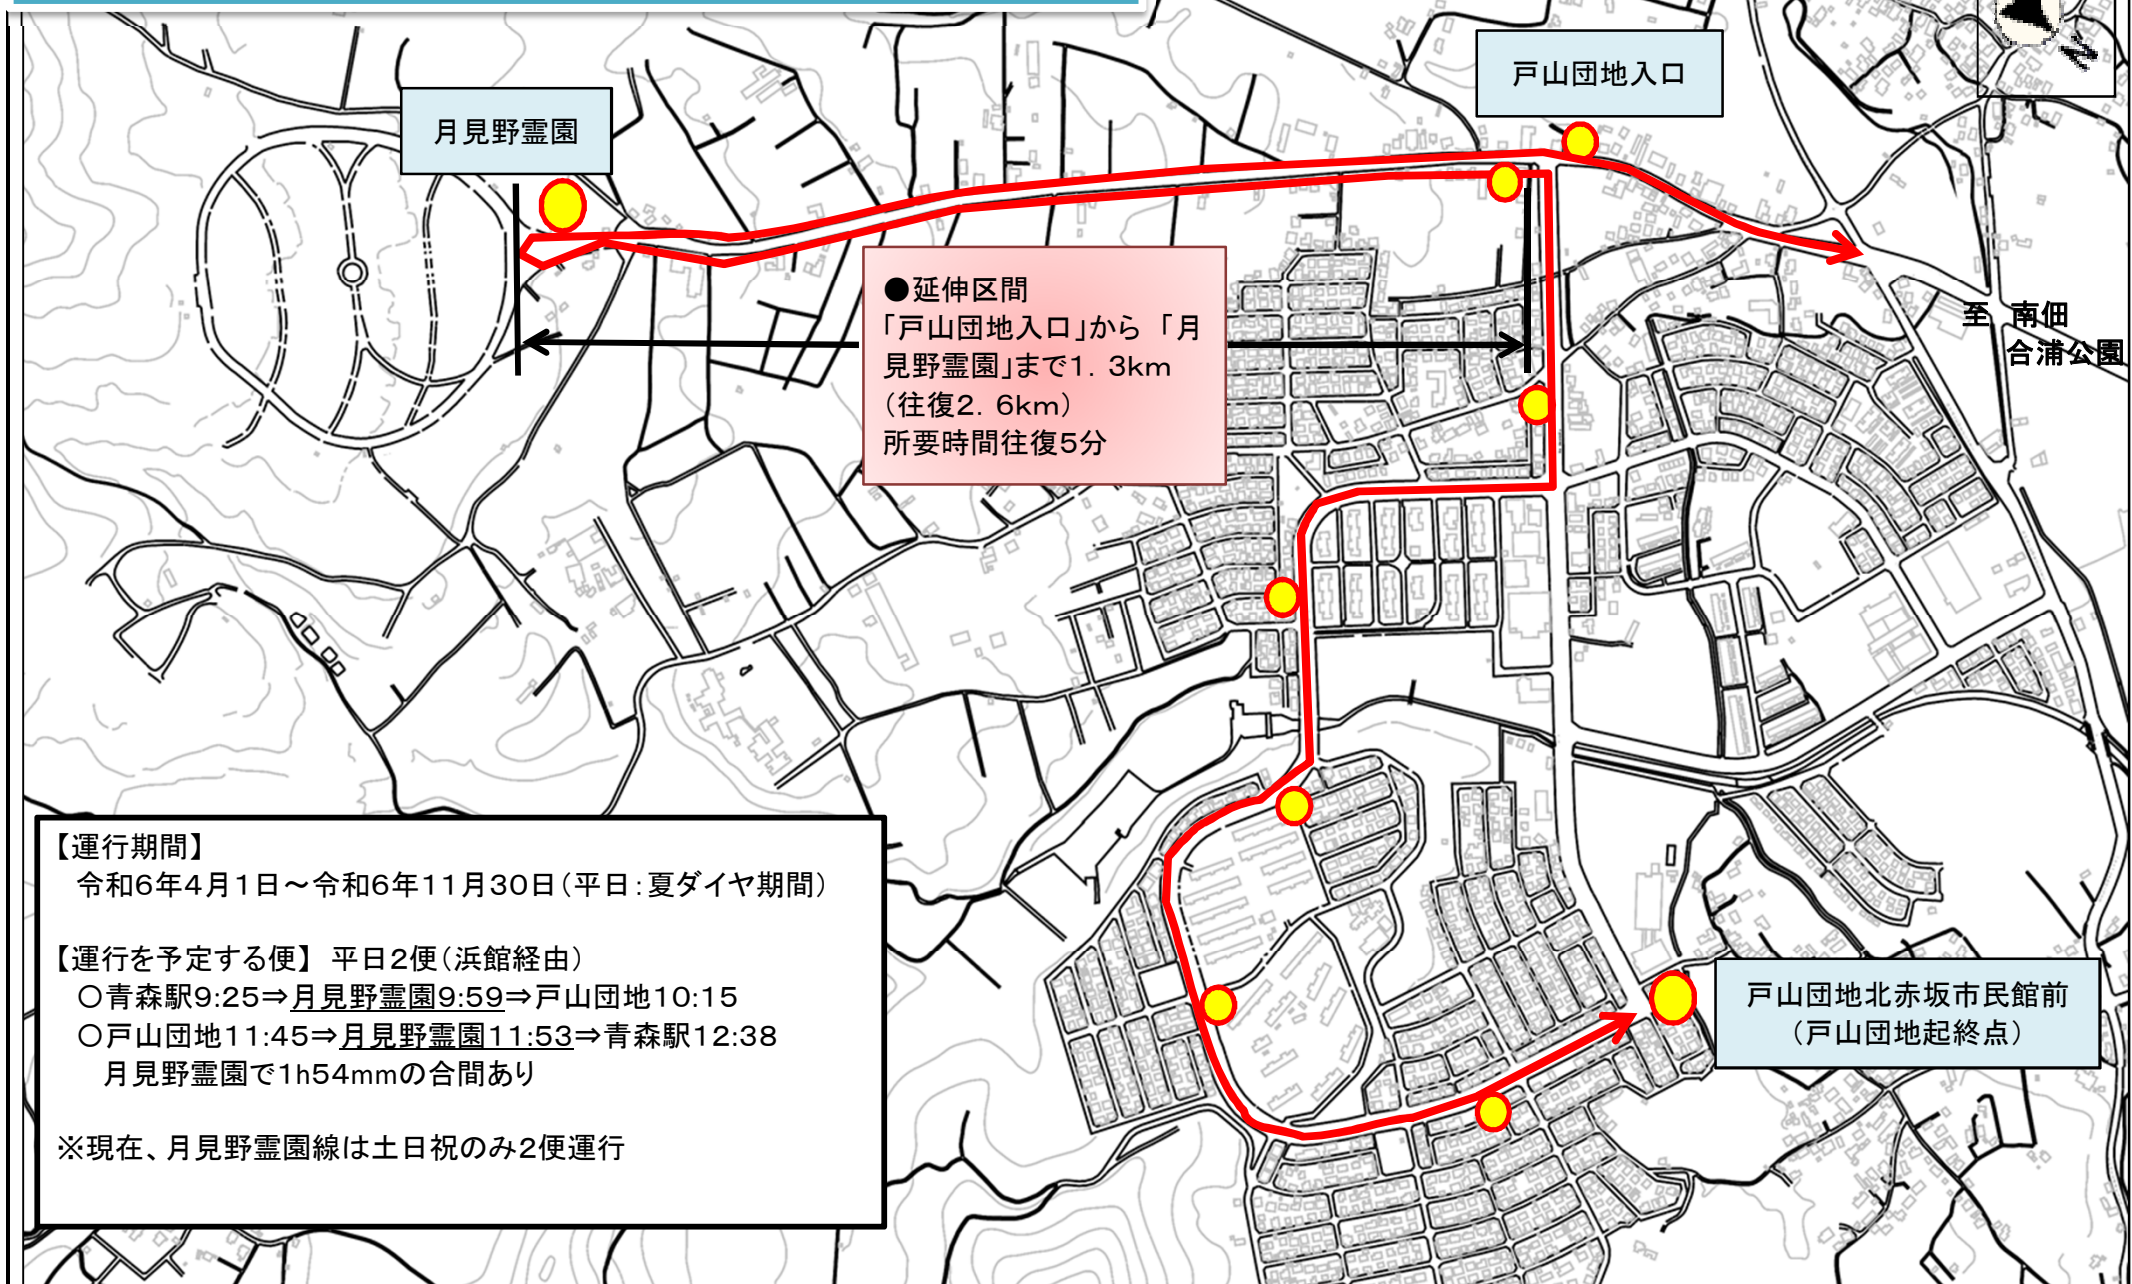 戸山団地入口
月見野霊園
●延伸区間
「戸山団地入口」から 「月
見野霊園」まで1．3km
（往復2．6km）
所要時間往復5分
至 南佃
合浦公園
【運行期間】
令和6年4月1日～令和6年11月30日（平日：夏ダイヤ期間）
【運行を予定する便】 平日2便（浜館経由）
○青森駅9:25⇒月見野霊園9:59⇒戸山団地10:15
○戸山団地11:45⇒月見野霊園11:53⇒青森駅12:38
月見野霊園で1h54mmの合間あり
※現在、月見野霊園線は土日祝のみ2便運行
戸山団地北赤坂市民館前
（戸山団地起終点）
N